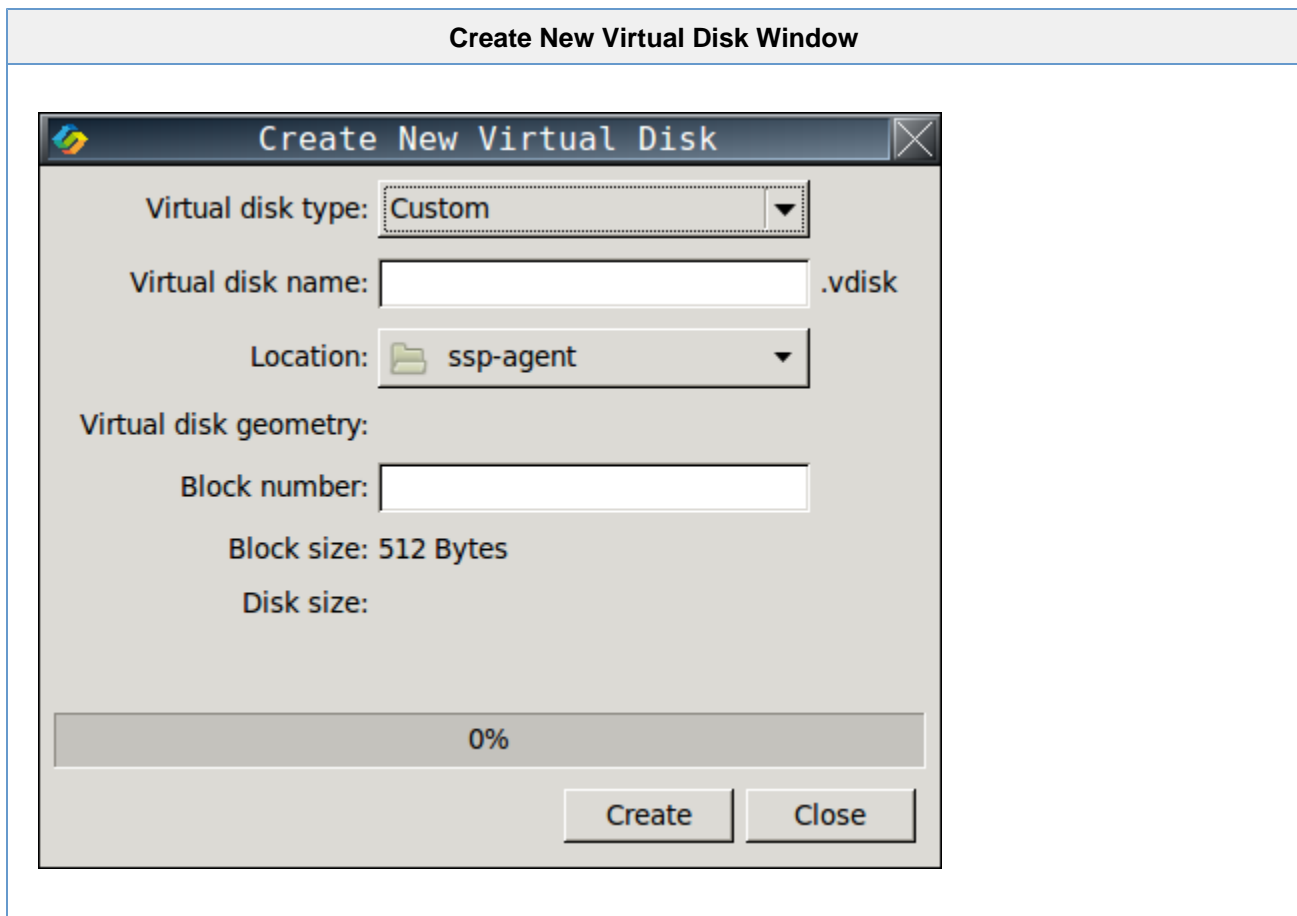 Create New Virtual Disk Window
Create New Virtual Disk
Virtual disk type: Custom
Virtual disk name: .vdisk
Location: ssp-agent
Virtual disk geometry:
Block number:
Block size: 512 Bytes
Disk size:
0%
Create Close